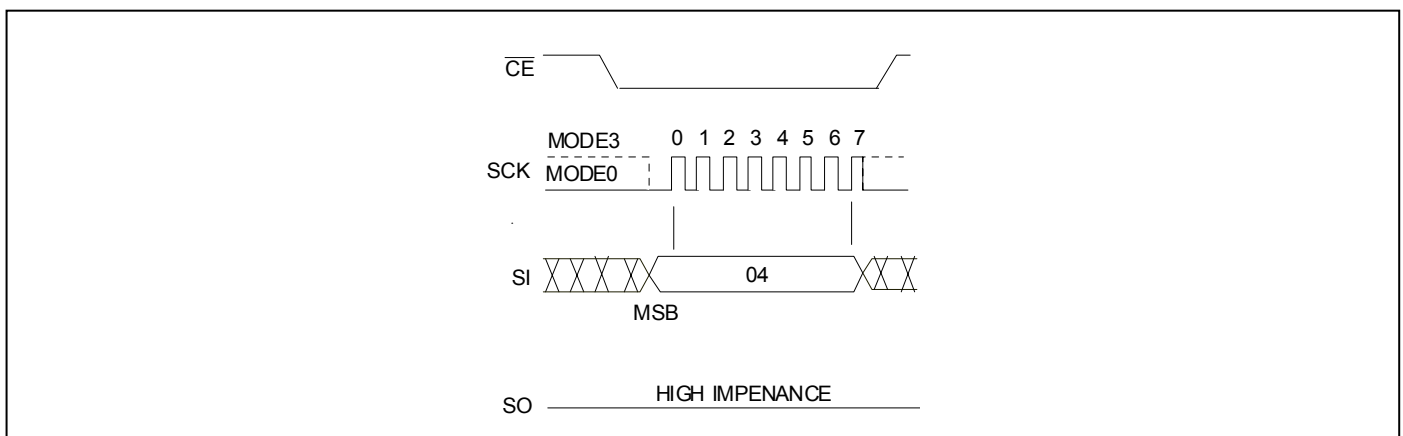 CE
MODE3 0 1 2 3 4 5 6 7
SCK MODE0
SI 04
MSB
HIGH IMPENANCE
SO